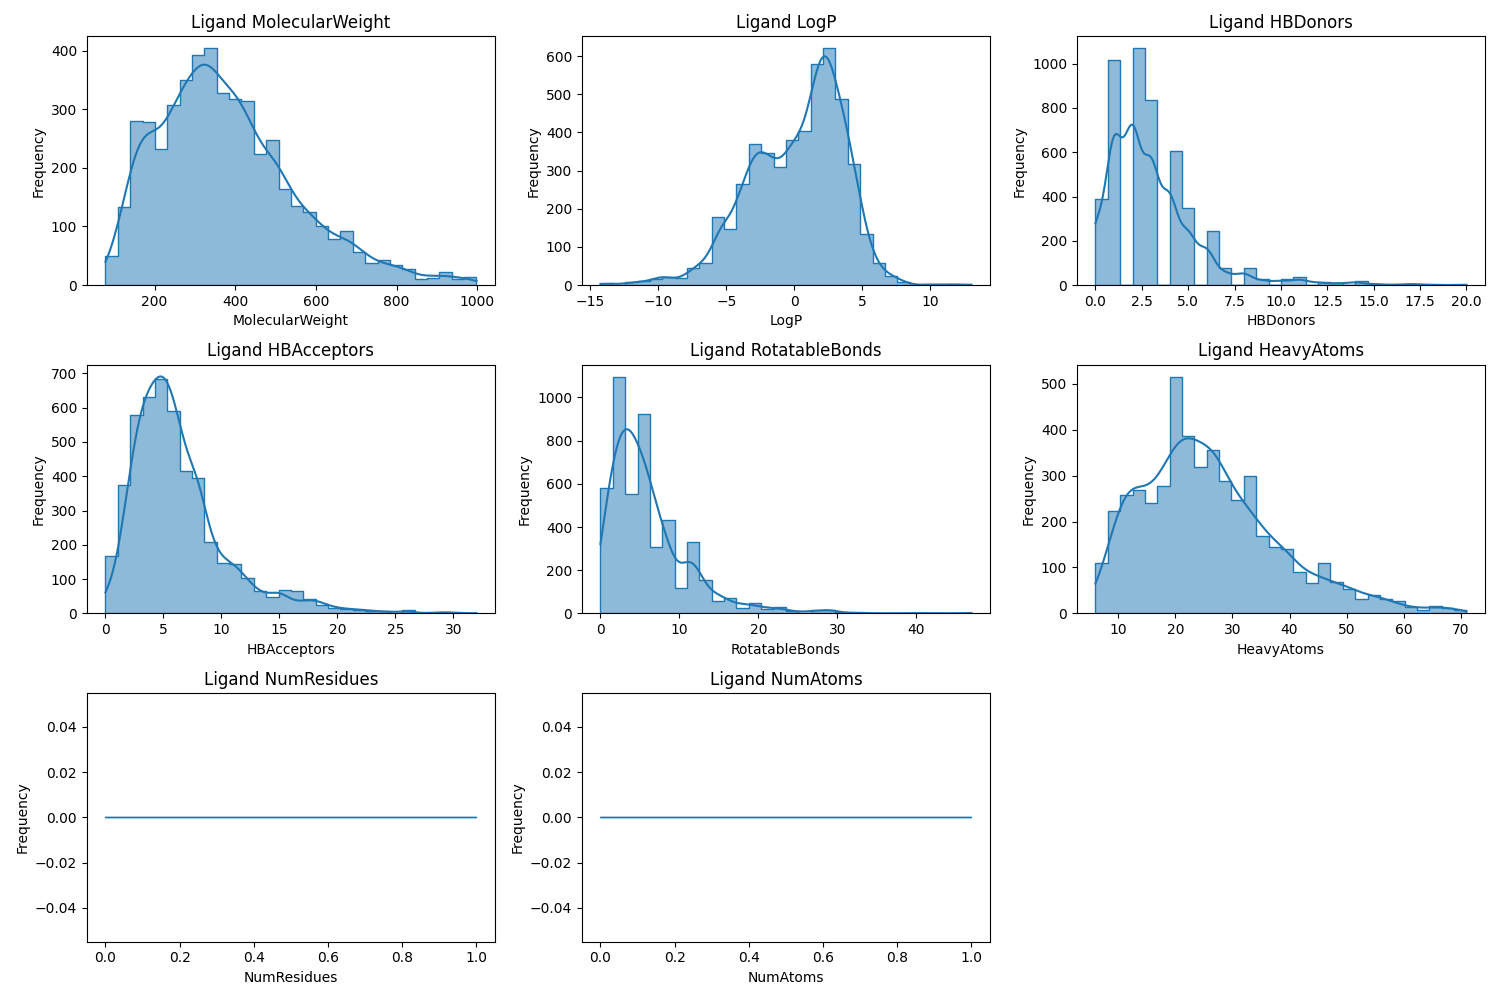 Ligand MolecularWeight
Frequency
400
300
200
100
0
200 400 600 800 1000
MolecularWeight
Ligand LogP
Frequency
600
500
400
300
200
100
0
−15 −10 −5 0 5 10
LogP
Ligand HBDonors
Frequency
1000
800
600
400
200
0
0.0 2.5 5.0 7.5 10.0 12.5 15.0 17.5 20.0
HBDonors
Ligand HBAcceptors
Frequency
700
600
500
400
300
200
100
0
0 5 10 15 20 25 30
HBAcceptors
Ligand RotatableBonds
Frequency
1000
800
600
400
200
0
0 10 20 30 40
RotatableBonds
Ligand HeavyAtoms
Frequency
500
400
300
200
100
0
10 20 30 40 50 60 70
HeavyAtoms
Ligand NumResidues
Frequency
0.04
0.02
0.00
−0.02
−0.04
0.0 0.2 0.4 0.6 0.8 1.0
NumResidues
Ligand NumAtoms
Frequency
0.04
0.02
0.00
−0.02
−0.04
0.0 0.2 0.4 0.6 0.8 1.0
NumAtoms